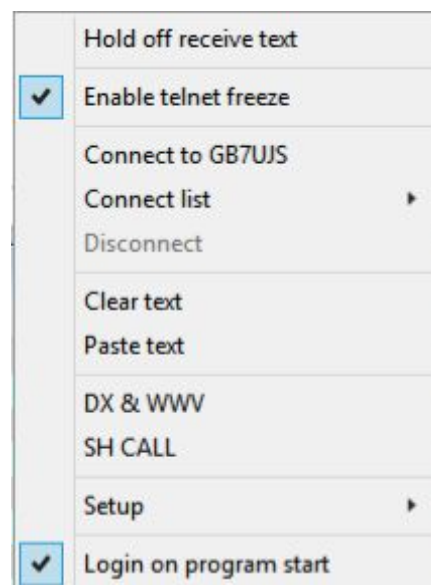 Hold off receive text
Enable telnet freeze
Connect to GB7UJS
Connect list
Disconnect
Clear text
Paste text
DX & WWV
SH CALL
Setup
Login on program start